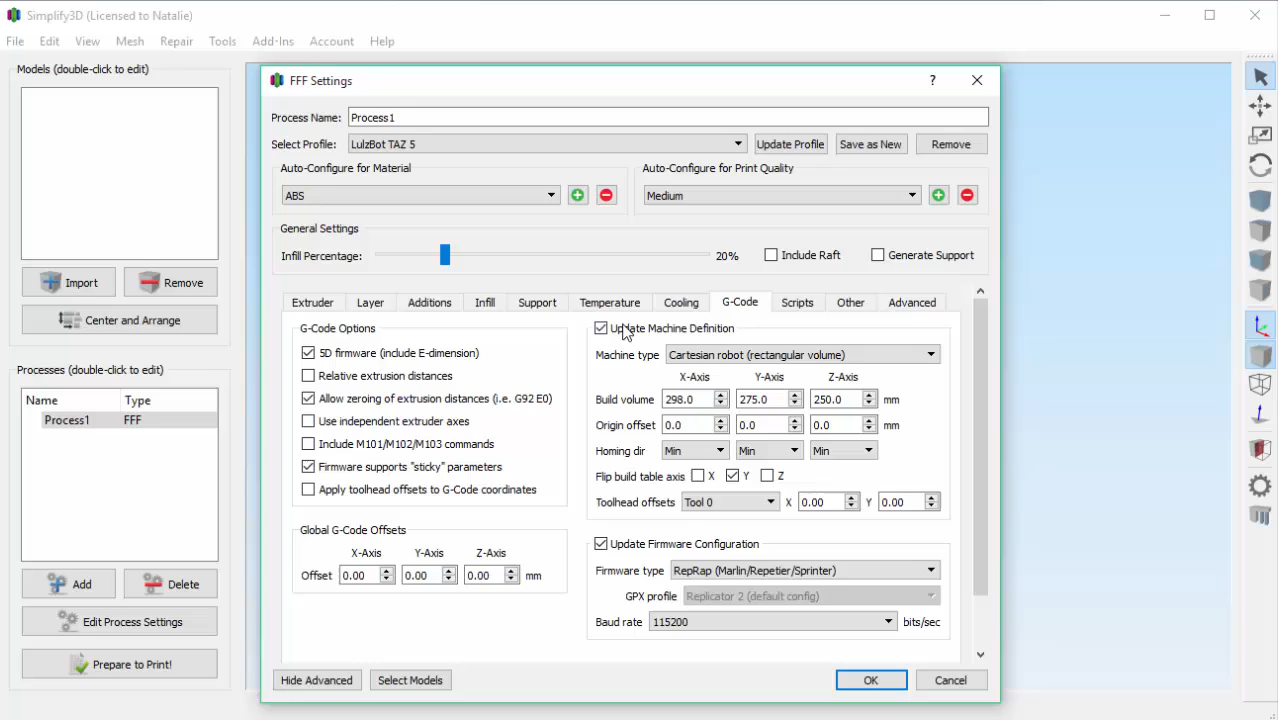 Simplify3D (Licensed to Natalie)
File Edit View Mesh Repair Tools Add-Ins Account Help
Models (double-click to edit)
Import Remove
Center and Arrange
Processes (double-click to edit)
Name Type
Process1 FFF
Add Delete
Edit Process Settings
Prepare to Print!
FFF Settings ?
Process Name: Process1
Select Profile: LulzBot TAZ 5 Update Profile Save as New Remove
Auto-Configure for Material
ABS
Auto-Configure for Print Quality
Medium
General Settings
Infill Percentage: 20% Include Raft Generate Support
Extruder Layer Additions Infill Support Temperature Cooling G-Code Scripts Other Advanced
G-Code Options
5D firmware (include E-dimension)
Relative extrusion distances
Allow zeroing of extrusion distances (i.e. G92 E0)
Use independent extruder axes
Include M101/M102/M103 commands
Firmware supports "sticky" parameters
Apply toolhead offsets to G-Code coordinates
Global G-Code Offsets
X-Axis Y-Axis Z-Axis
Offset 0.00 0.00 0.00 mm
Update Machine Definition
Machine type Cartesian robot (rectangular volume)
X-Axis Y-Axis Z-Axis
Build volume 298.0 275.0 250.0 mm
Origin offset 0.0 0.0 0.0 mm
Homing dir Min Min Min
Flip build table axis X Y Z
Toolhead offsets Tool 0 X 0.00 Y 0.00
Update Firmware Configuration
Firmware type RepRap (Marlin/Repetier/Sprinter)
GPX profile Replicator 2 (default config)
Baud rate 115200 bits/sec
Hide Advanced Select Models OK Cancel